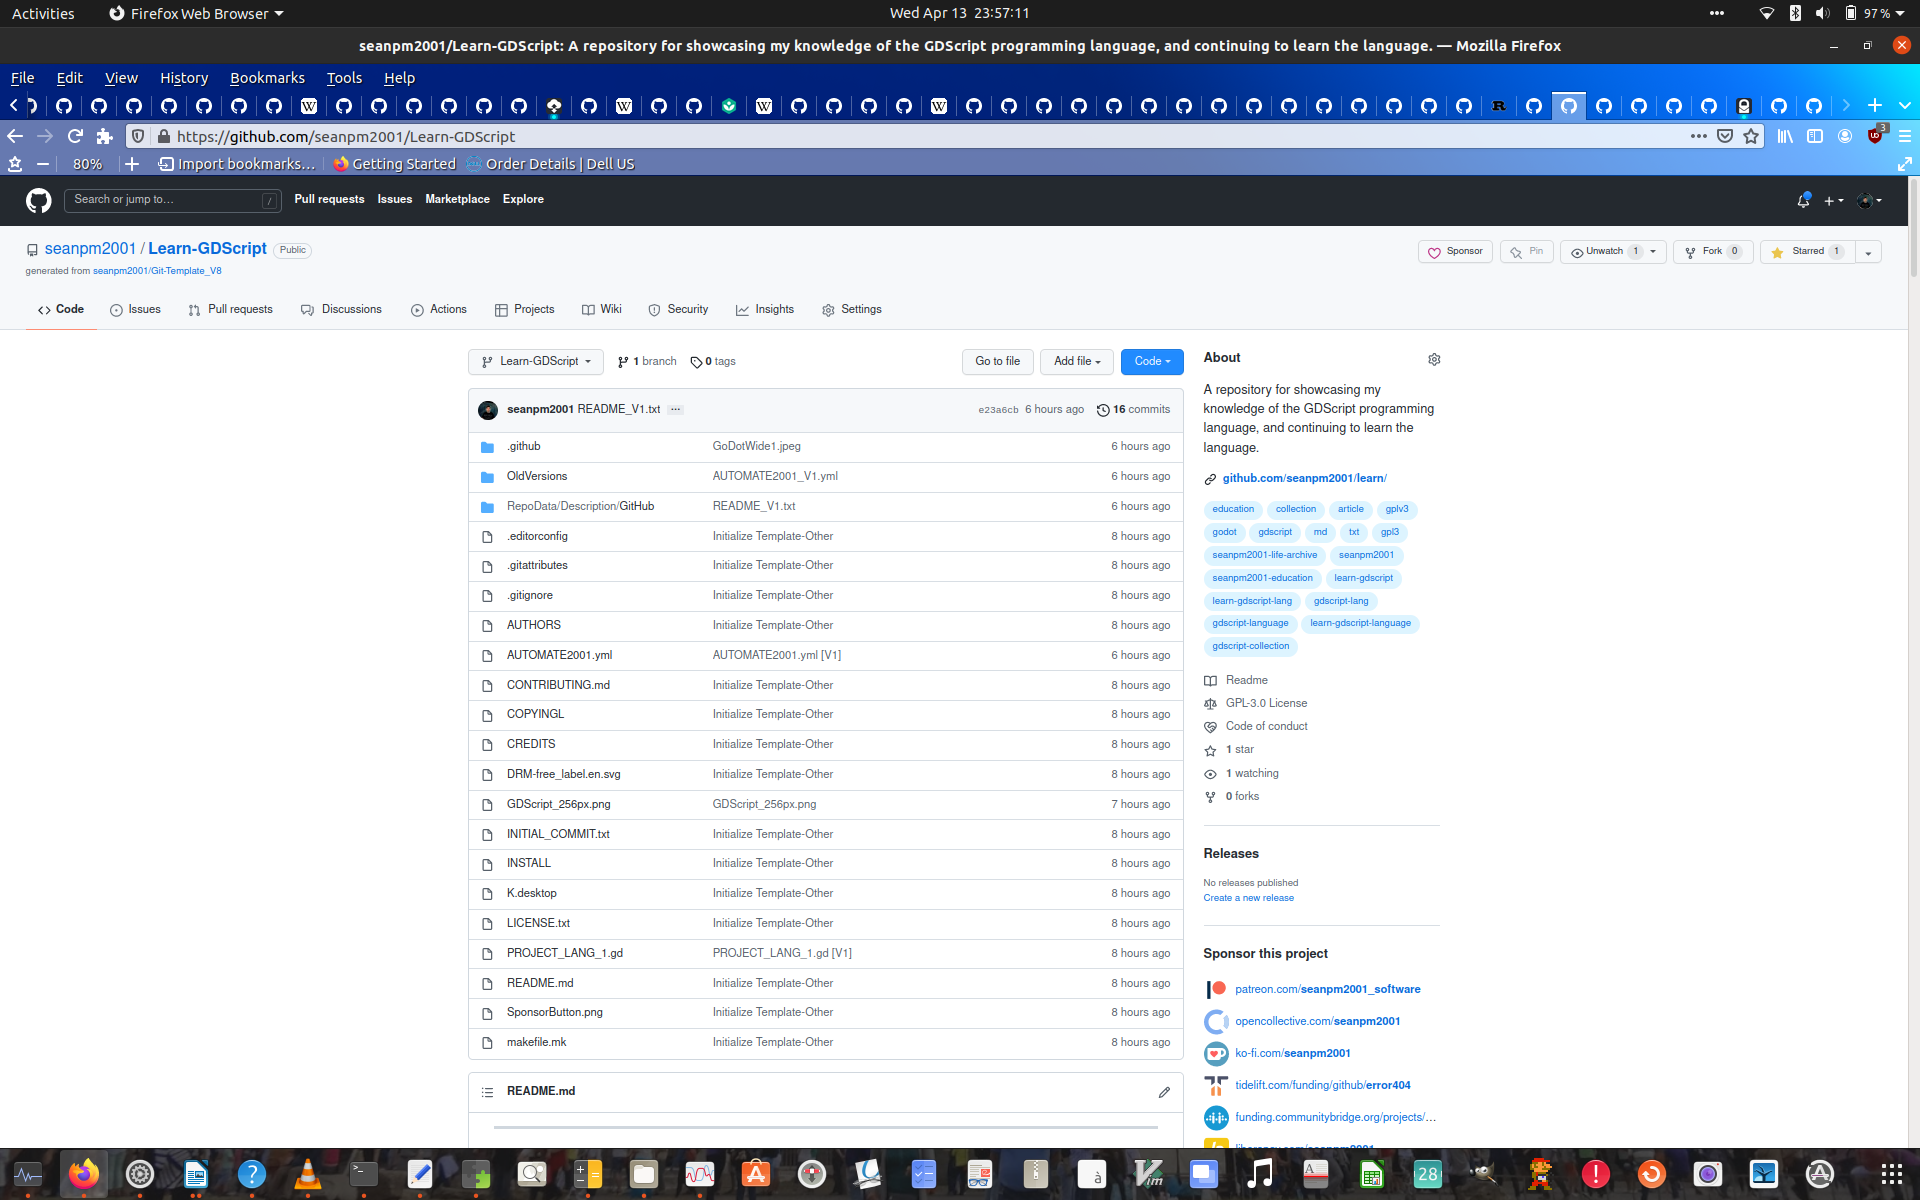 Activities
Firefox Web Browser
Wed Apr 13 23:57:11
97 %
seanpm2001/Learn-GDScript: A repository for showcasing my knowledge of the GDScript programming language, and continuing to learn the language. — Mozilla Firefox
File Edit View History Bookmarks Tools Help
https://github.com/seanpm2001/Learn-GDScript
3
80%
Import bookmarks…
Getting Started
Order Details | Dell US
Search or jump to…
/
Pull requests Issues Marketplace Explore
seanpm2001 / Learn-GDScript
Public
generated from seanpm2001/Git-Template_V8
Sponsor
Pin
Unwatch 1
Fork 0
Starred 1
Code
Issues
Pull requests
Discussions
Actions
Projects
Wiki
Security
Insights
Settings
Learn-GDScript
1 branch
0 tags
Go to file
Add file
Code
seanpm2001 README_V1.txt
e23a6cb 6 hours ago
16 commits
.github GoDotWide1.jpeg 6 hours ago
OldVersions AUTOMATE2001_V1.yml 6 hours ago
RepoData/Description/GitHub README_V1.txt 6 hours ago
.editorconfig Initialize Template-Other 8 hours ago
.gitattributes Initialize Template-Other 8 hours ago
.gitignore Initialize Template-Other 8 hours ago
AUTHORS Initialize Template-Other 8 hours ago
AUTOMATE2001.yml AUTOMATE2001.yml [V1] 6 hours ago
CONTRIBUTING.md Initialize Template-Other 8 hours ago
COPYINGL Initialize Template-Other 8 hours ago
CREDITS Initialize Template-Other 8 hours ago
DRM-free_label.en.svg Initialize Template-Other 8 hours ago
GDScript_256px.png GDScript_256px.png 7 hours ago
INITIAL_COMMIT.txt Initialize Template-Other 8 hours ago
INSTALL Initialize Template-Other 8 hours ago
K.desktop Initialize Template-Other 8 hours ago
LICENSE.txt Initialize Template-Other 8 hours ago
PROJECT_LANG_1.gd PROJECT_LANG_1.gd [V1] 8 hours ago
README.md Initialize Template-Other 8 hours ago
SponsorButton.png Initialize Template-Other 8 hours ago
makefile.mk Initialize Template-Other 8 hours ago
README.md
About
A repository for showcasing my
knowledge of the GDScript programming
language, and continuing to learn the
language.
github.com/seanpm2001/learn/
education collection article gplv3
godot gdscript md txt gpl3
seanpm2001-life-archive seanpm2001
seanpm2001-education learn-gdscript
learn-gdscript-lang gdscript-lang
gdscript-language learn-gdscript-language
gdscript-collection
Readme
GPL-3.0 License
Code of conduct
1 star
1 watching
0 forks
Releases
No releases published
Create a new release
Sponsor this project
patreon.com/seanpm2001_software
opencollective.com/seanpm2001
ko-fi.com/seanpm2001
tidelift.com/funding/github/error404
funding.communitybridge.org/projects/…
28